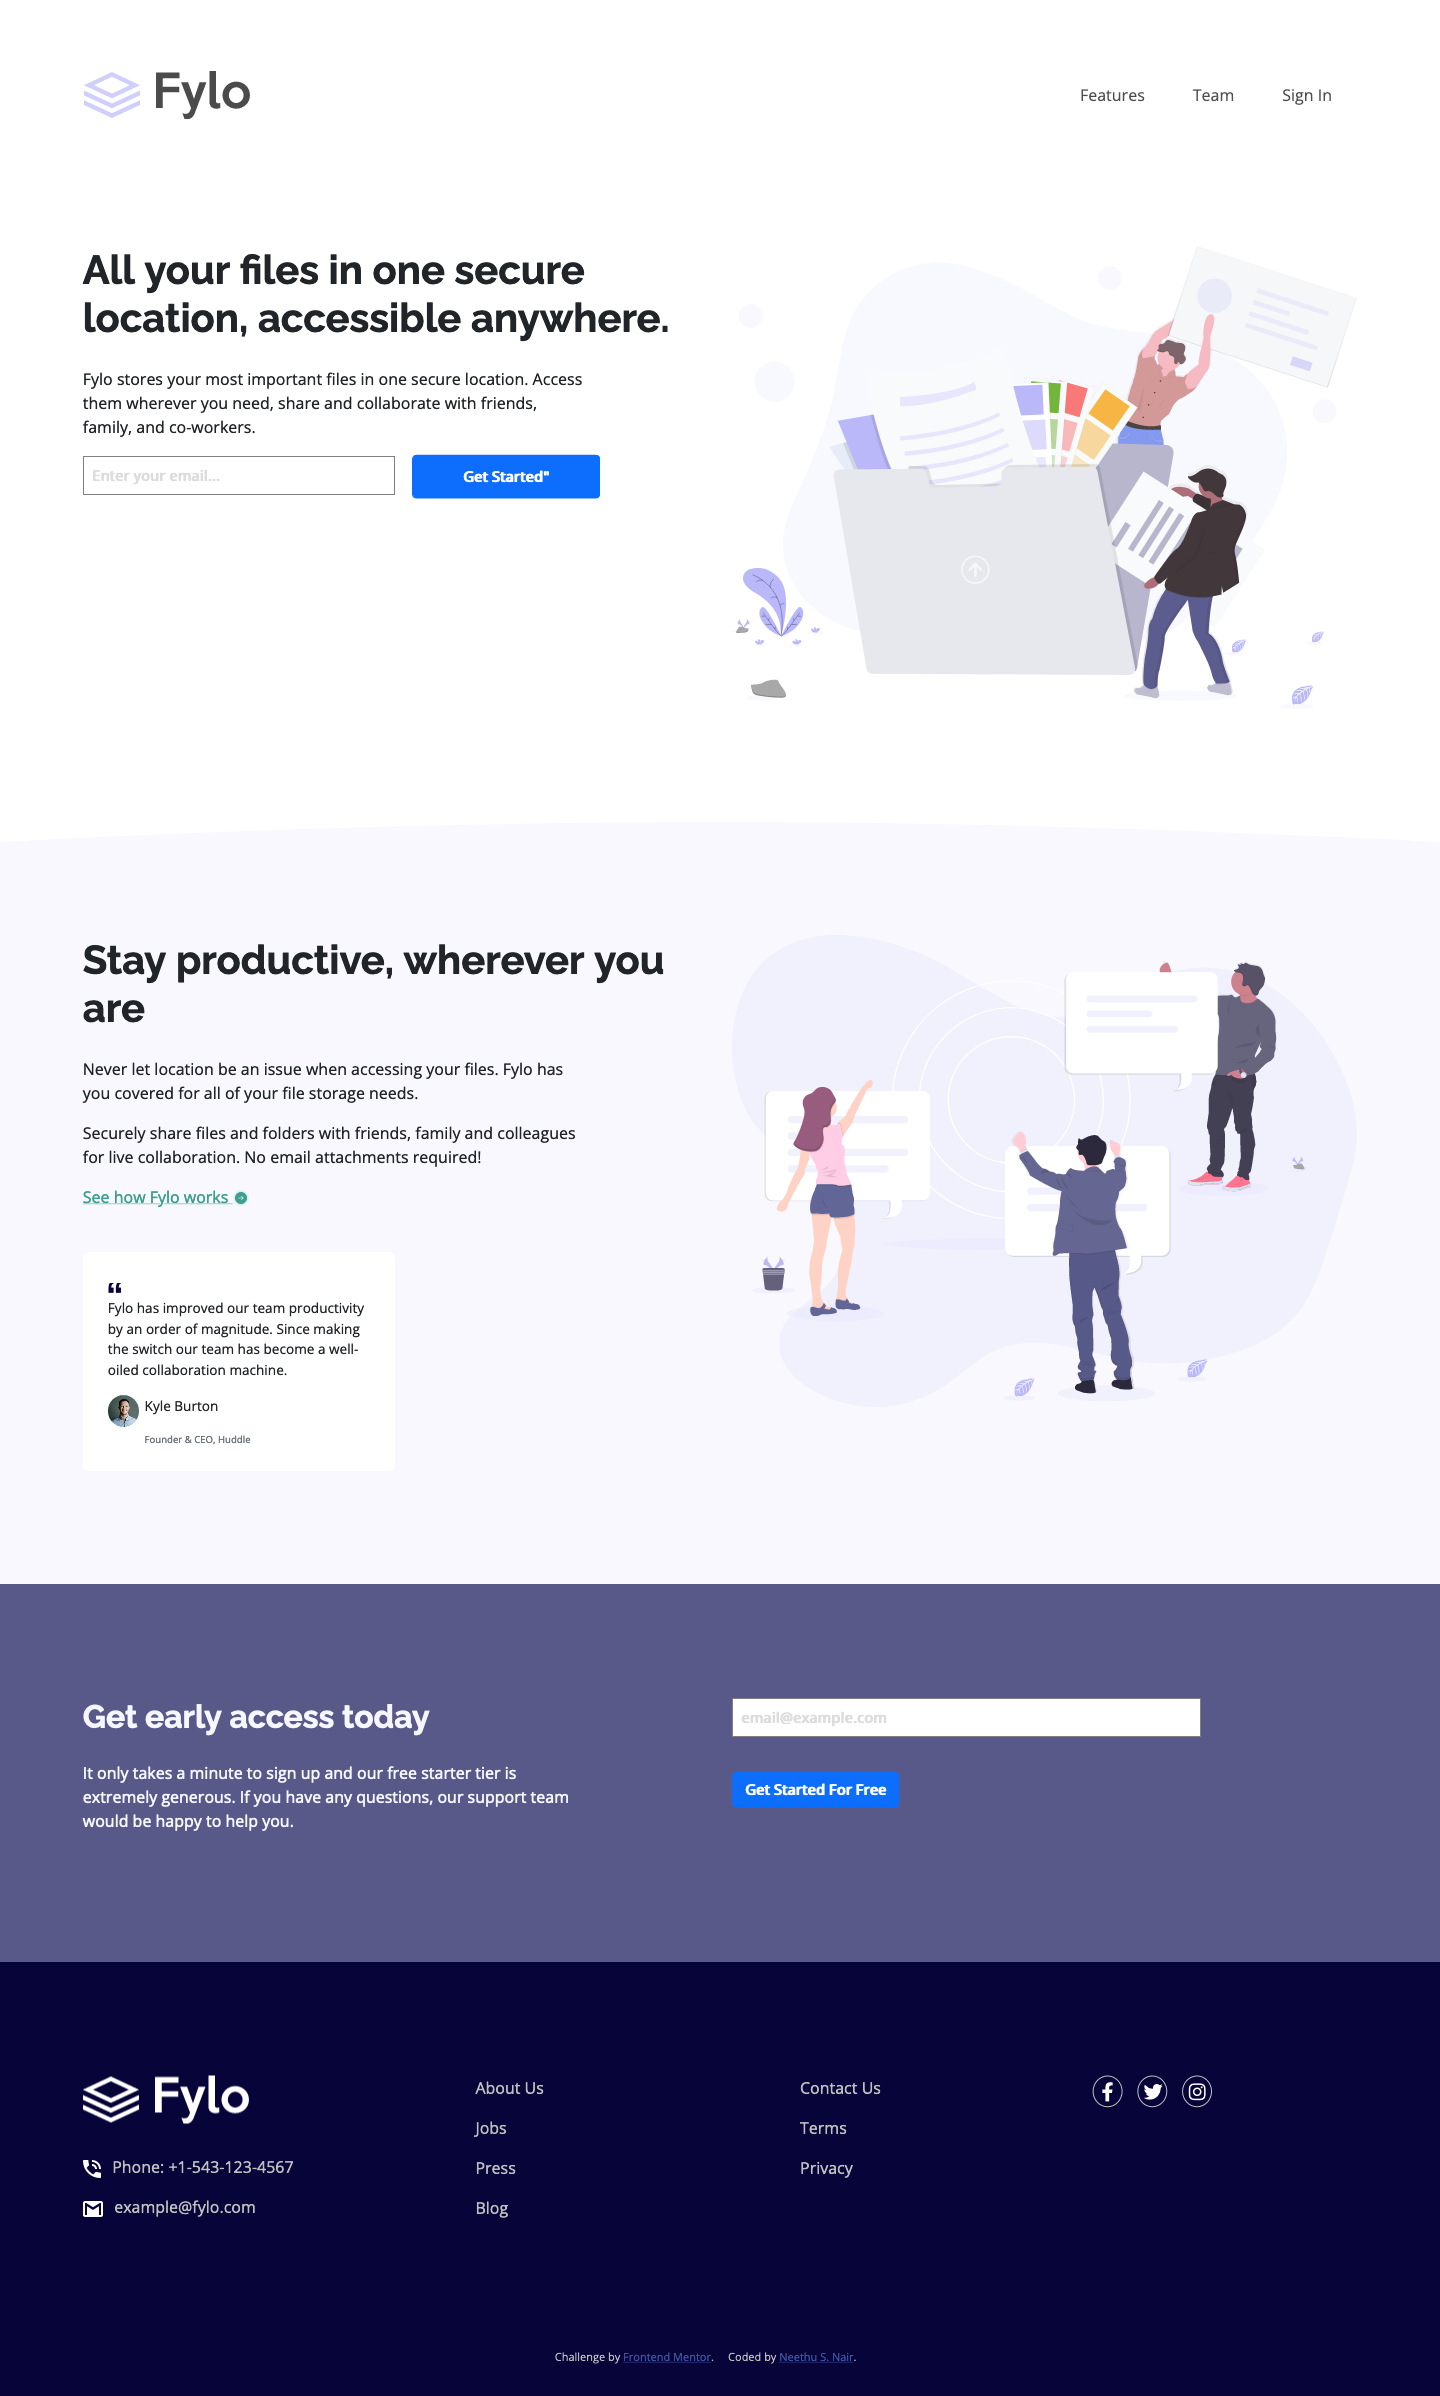 Fylo
Features Team Sign In
All your files in one secure
location, accessible anywhere.
Fylo stores your most important files in one secure location. Access
them wherever you need, share and collaborate with friends,
family, and co-workers.
Enter your email... Get Started"
Stay productive, wherever you
are
Never let location be an issue when accessing your files. Fylo has
you covered for all of your file storage needs.
Securely share files and folders with friends, family and colleagues
for live collaboration. No email attachments required!
See how Fylo works
“
Fylo has improved our team productivity
by an order of magnitude. Since making
the switch our team has become a well-
oiled collaboration machine.
Kyle Burton
Founder & CEO, Huddle
Get early access today
It only takes a minute to sign up and our free starter tier is
extremely generous. If you have any questions, our support team
would be happy to help you.
email@example.com
Get Started For Free
Fylo
Phone: +1-543-123-4567
example@fylo.com
About Us
Jobs
Press
Blog
Contact Us
Terms
Privacy
Challenge by Frontend Mentor. Coded by Neethu S. Nair.